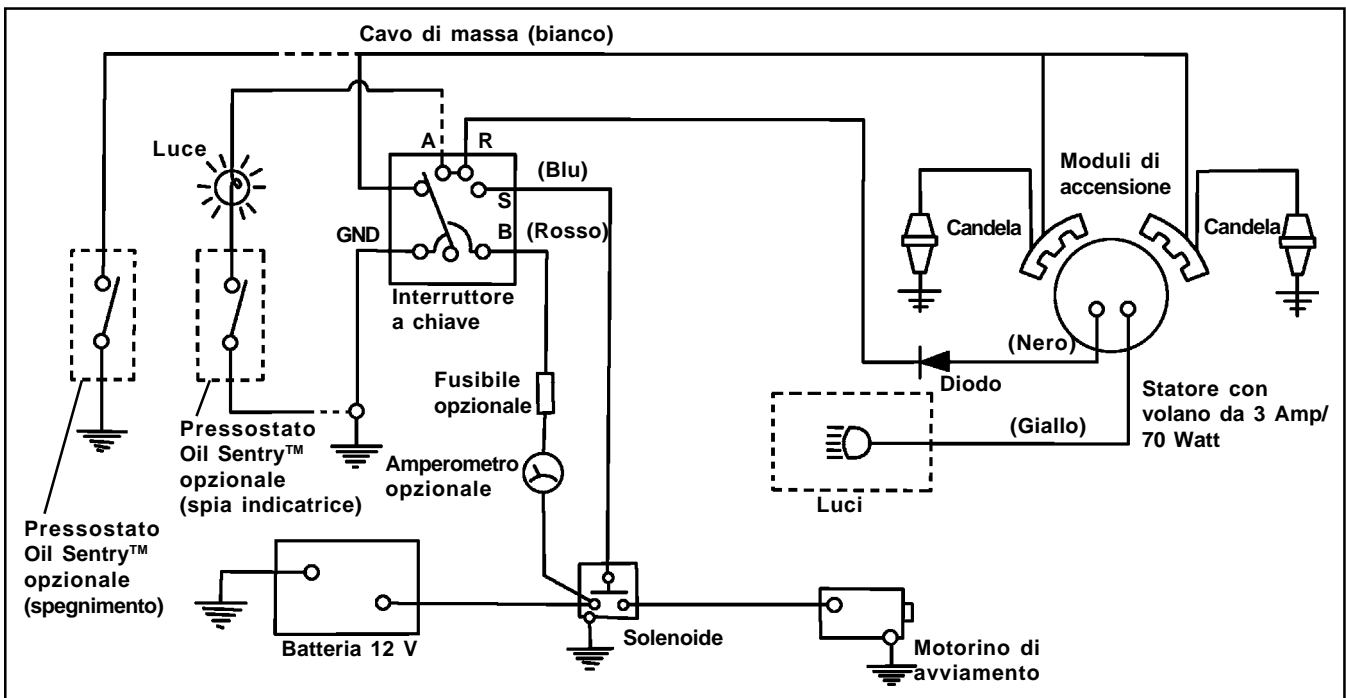 Cavo di massa (bianco)
Luce
A
R
(Blu)
S
GND
B
(Rosso)
Interruttore
a chiave
Moduli di
accensione
Candela
Candela
(Nero)
Diodo
Statore con
volano da 3 Amp/
70 Watt
(Giallo)
Luci
Fusibile
opzionale
Amperometro
opzionale
Pressostato
Oil Sentry™
opzionale
(spia indicatrice)
Pressostato
Oil Sentry™
opzionale
(spegnimento)
Batteria 12 V
Solenoide
Motorino di
avviamento